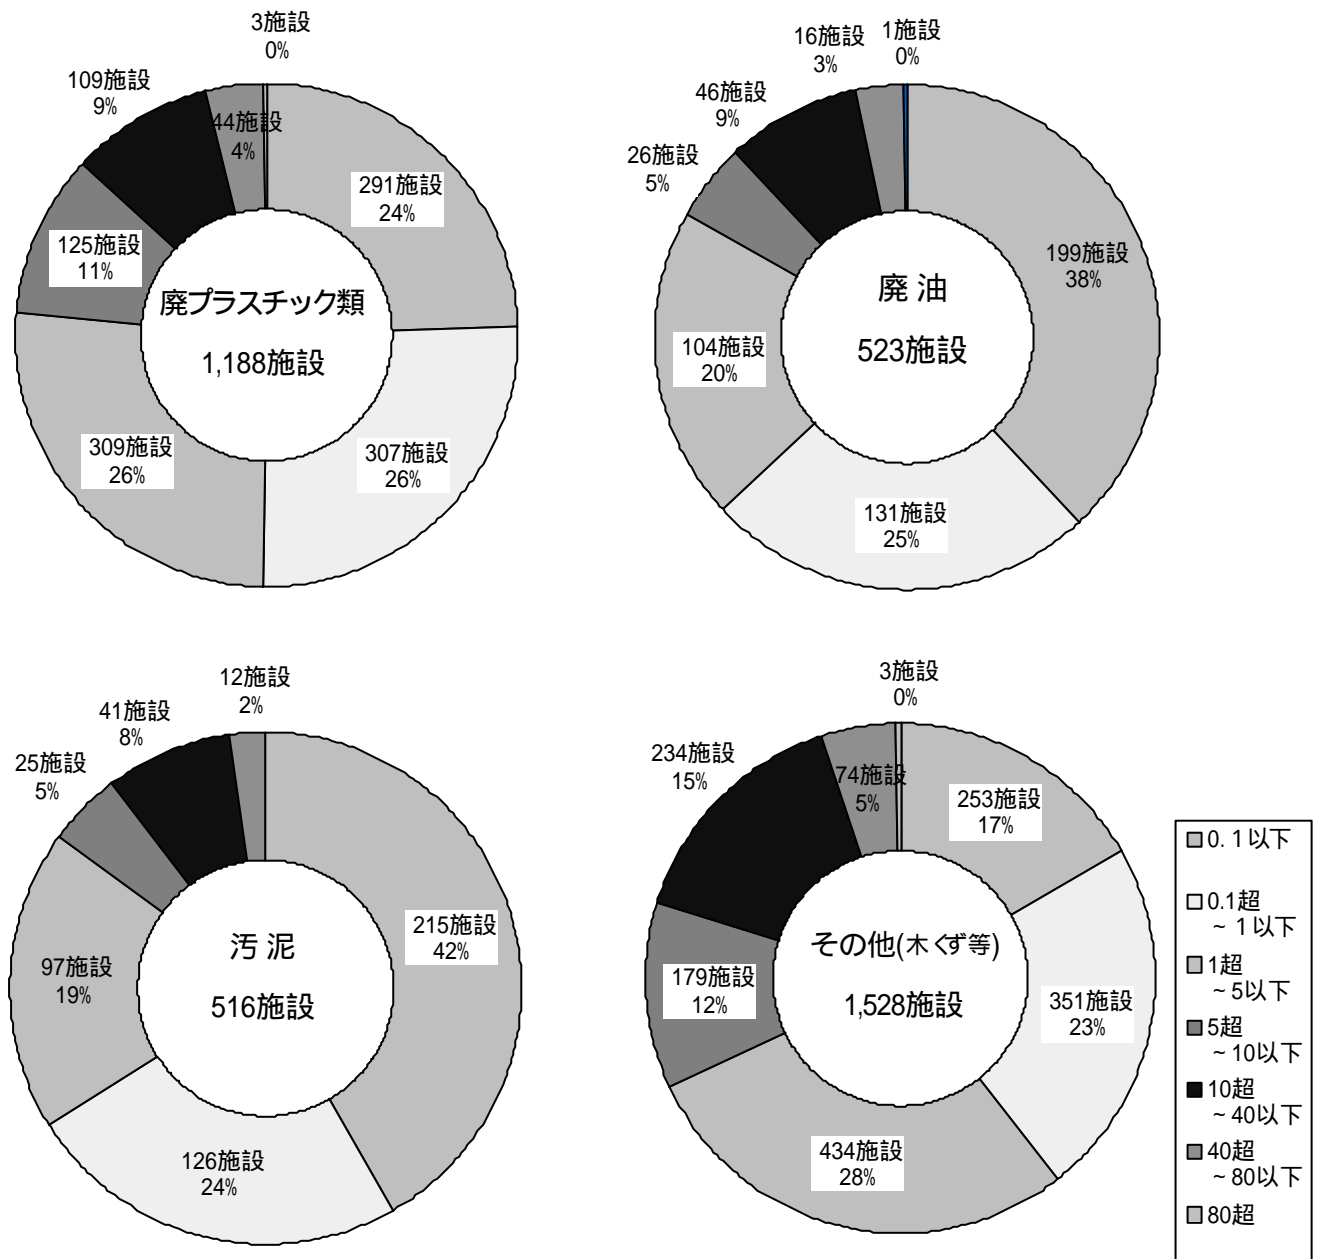 3施設
0%
109施設
9%
44施設
4%
291施設
24%
125施設
11%
廃プラスチック類
1,188施設
309施設
26%
307施設
26%
16施設
3%
1施設
0%
46施設
9%
26施設
5%
199施設
38%
廃 油
523施設
104施設
20%
131施設
25%
12施設
2%
41施設
8%
25施設
5%
215施設
42%
汚 泥
516施設
97施設
19%
126施設
24%
3施設
0%
234施設
15%
74施設
5%
253施設
17%
その他(木くず等)
1,528施設
179施設
12%
351施設
23%
434施設
28%
0.1以下
0.1超
~1以下
1超
~5以下
5超
~10以下
10超
~40以下
40超
~80以下
80超